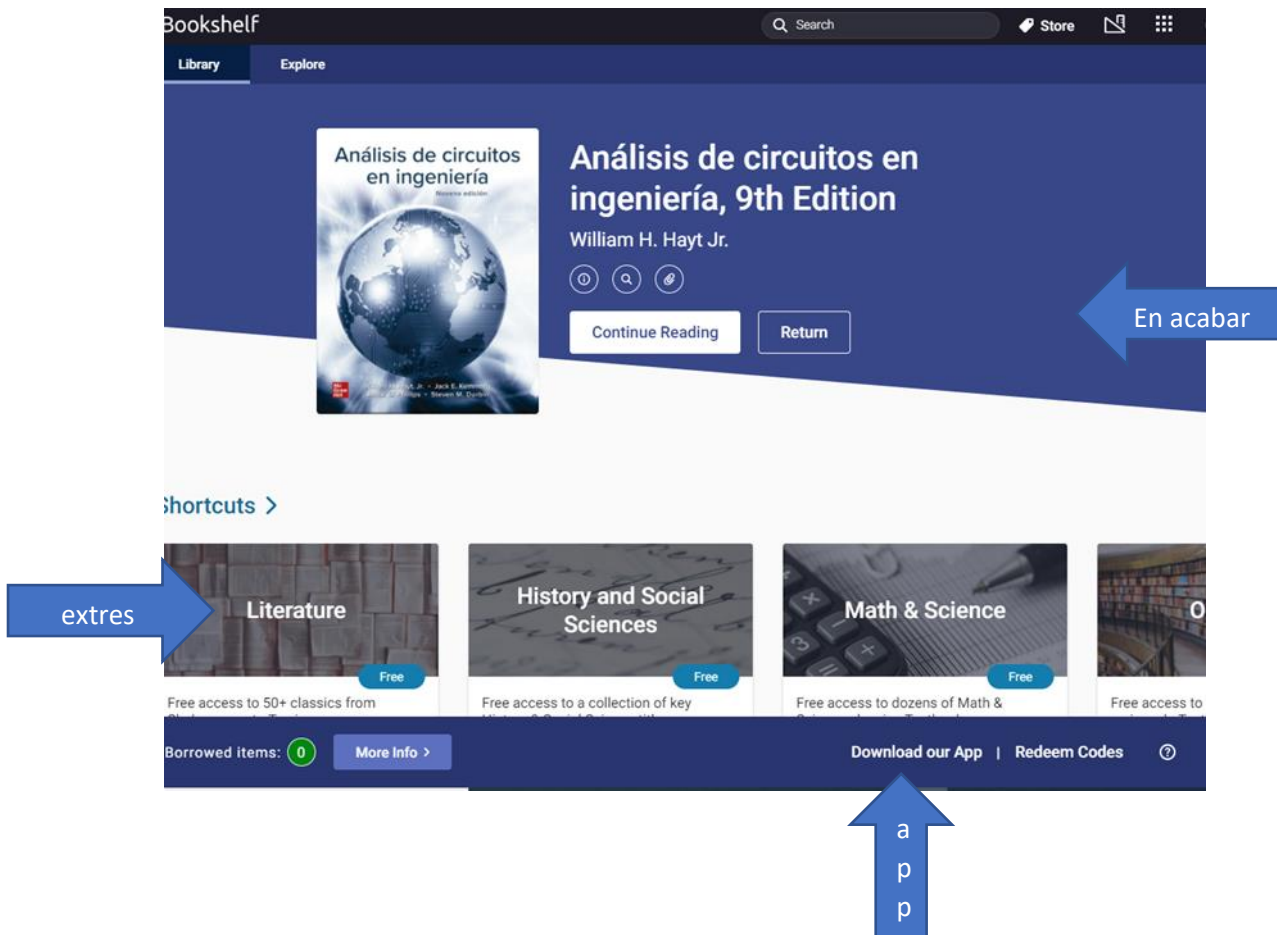 Bookshelf
Search
Store
Library
Explore
Análisis de circuitos
en ingeniería
Novena edición
Análisis de circuitos en
ingeniería, 9th Edition
William H. Hayt Jr.
Continue Reading
Return
En acabar
Shortcuts >
extres
Literature
Free
Free access to 50+ classics from
History and Social
Sciences
Free
Free access to a collection of key
Math & Science
Free
Free access to dozens of Math &
O
Free access to
Borrowed items: 0
More Info >
Download our App | Redeem Codes
a
p
p